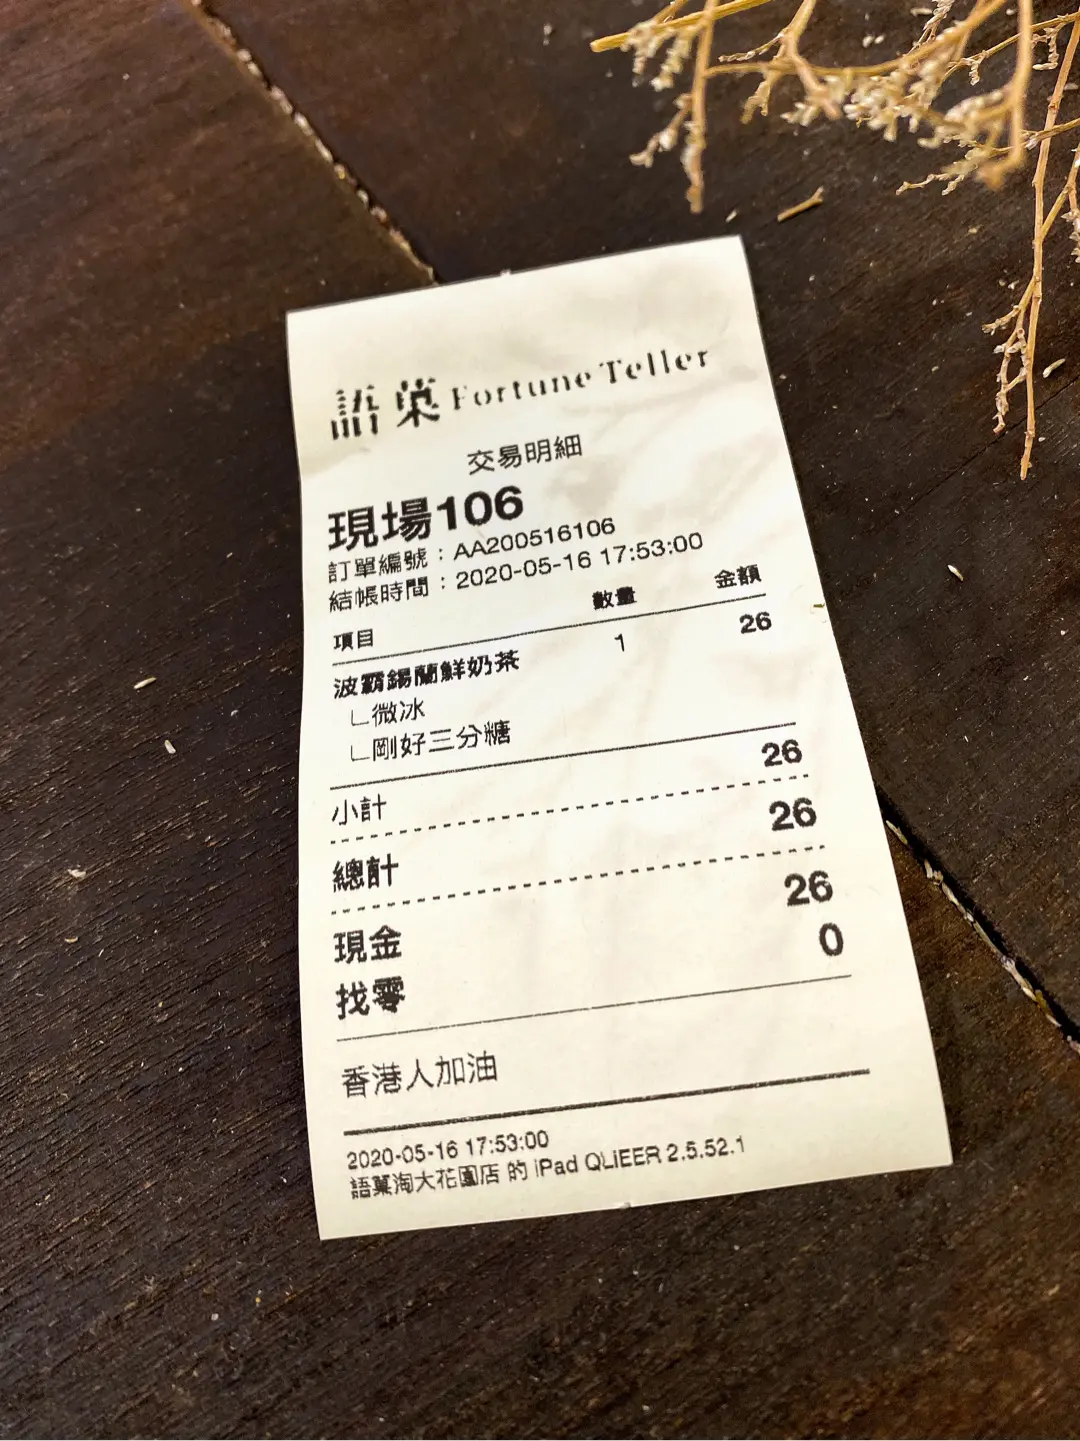 語菓 Fortune Teller
交易明細
現場106
訂單編號：AA200516106
結帳時間：2020-05-16 17:53:00
項目 數量 金額
波霸錫蘭鮮奶茶 1 26
∟微冰
∟剛好三分糖
小計 26
總計 26
現金 26
找零 0
香港人加油
2020-05-16 17:53:00
語菓淘大花園店 的 iPad QLiEER 2.5.52.1